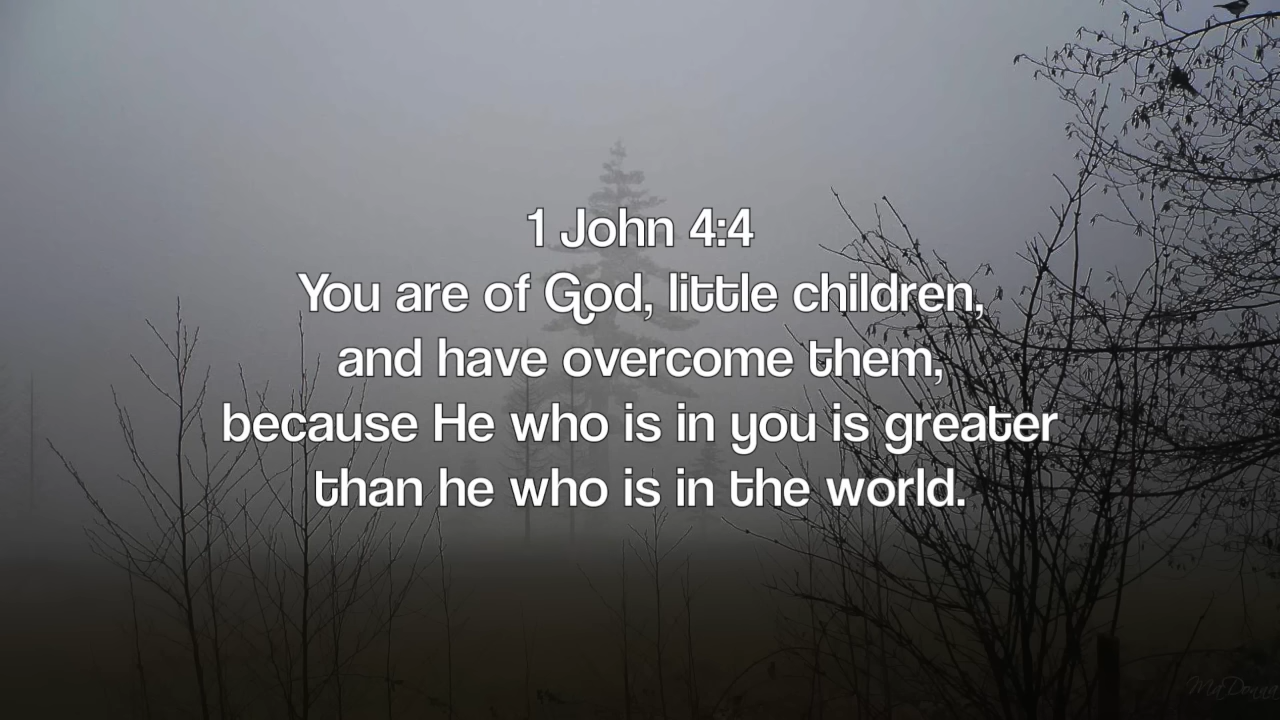 1 John 4:4
You are of God, little children,
and have overcome them,
because He who is in you is greater
than he who is in the world.